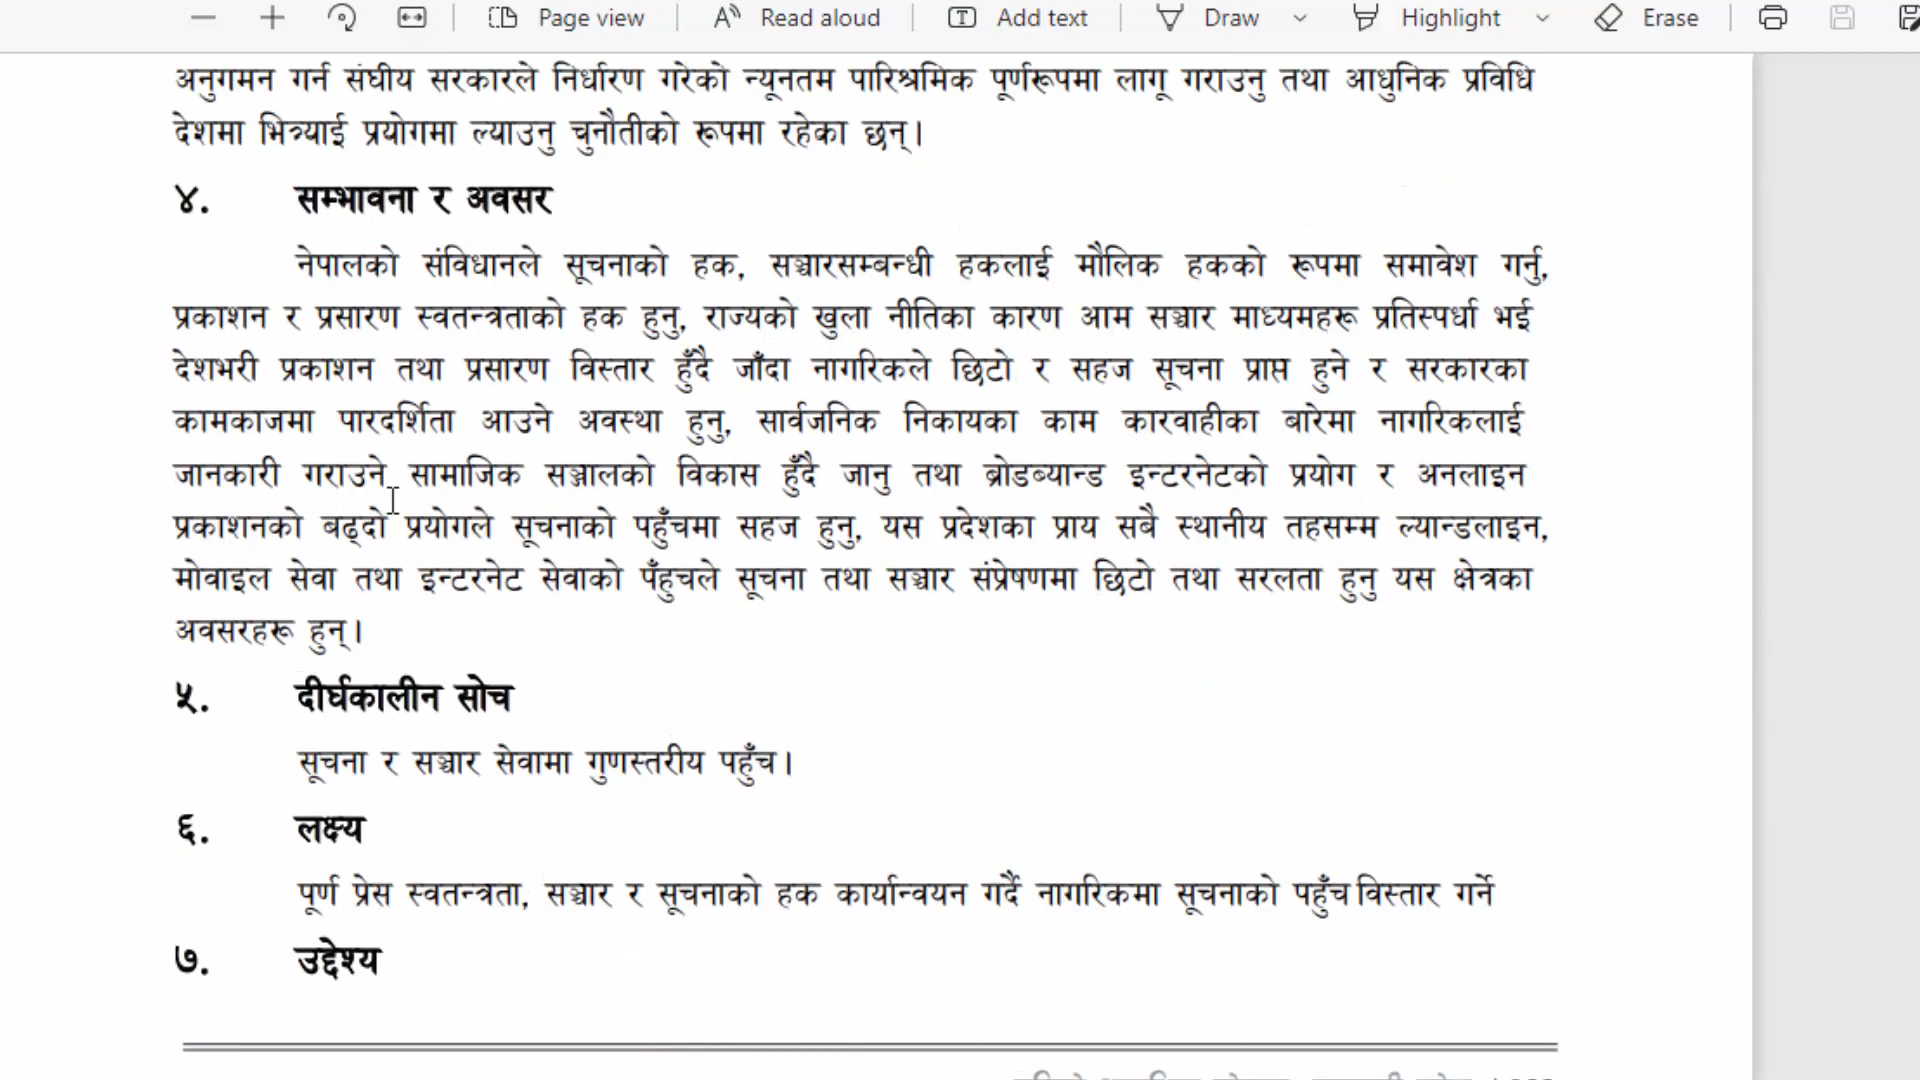 Page view Read aloud Add text Draw Highlight Erase
अनुगमन गर्न संघीय सरकारले निर्धारण गरेको न्यूनतम पारिश्रमिक पूर्णरूपमा लागू गराउनु तथा आधुनिक प्रविधि
देशमा भित्र्याई प्रयोगमा ल्याउनु चुनौतीको रूपमा रहेका छन्।
४. सम्भावना र अवसर
नेपालको संविधानले सूचनाको हक, सञ्चारसम्बन्धी हकलाई मौलिक हकको रूपमा समावेश गर्नु,
प्रकाशन र प्रसारण स्वतन्त्रताको हक हुनु, राज्यको खुला नीतिका कारण आम सञ्चार माध्यमहरू प्रतिस्पर्धा भई
देशभरी प्रकाशन तथा प्रसारण विस्तार हुँदै जाँदा नागरिकले छिटो र सहज सूचना प्राप्त हुने र सरकारका
कामकाजमा पारदर्शिता आउने अवस्था हुनु, सार्वजनिक निकायका काम कारवाहीका बारेमा नागरिकलाई
जानकारी गराउने सामाजिक सञ्जालको विकास हुँदै जानु तथा ब्रोडब्यान्ड इन्टरनेटको प्रयोग र अनलाइन
प्रकाशनको बढ्दो प्रयोगले सूचनाको पहुँचमा सहज हुनु, यस प्रदेशका प्राय सबै स्थानीय तहसम्म ल्यान्डलाइन,
मोवाइल सेवा तथा इन्टरनेट सेवाको पँहुचले सूचना तथा सञ्चार संप्रेषणमा छिटो तथा सरलता हुनु यस क्षेत्रका
अवसरहरू हुन्।
५. दीर्घकालीन सोच
सूचना र सञ्चार सेवामा गुणस्तरीय पहुँच।
६. लक्ष्य
पूर्ण प्रेस स्वतन्त्रता, सञ्चार र सूचनाको हक कार्यान्वयन गर्दै नागरिकमा सूचनाको पहुँच विस्तार गर्ने
७. उद्देश्य